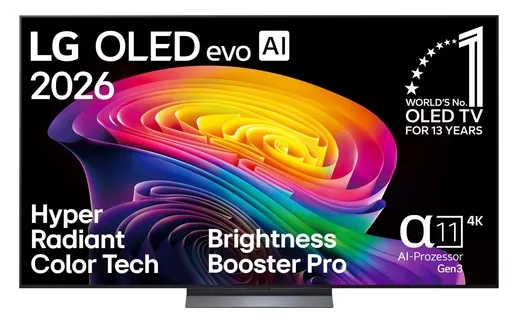 LG OLED evo AI
2026
1
WORLD'S No.1
OLED TV
FOR 13 YEARS
Hyper
Radiant
Color Tech
Brightness
Booster Pro
α11 4K
AI-Prozessor
Gen3